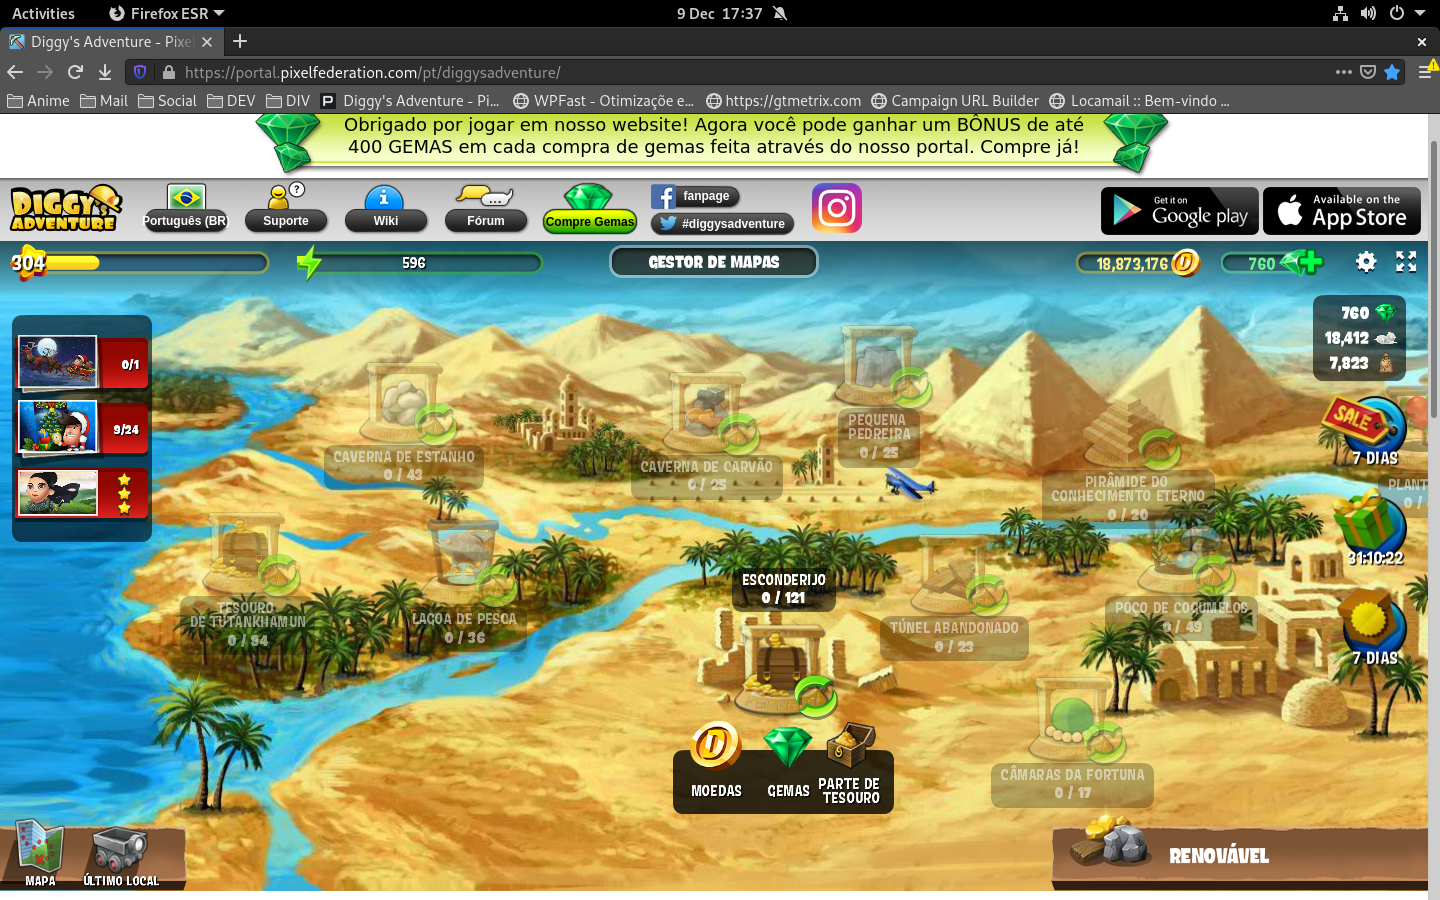 Activities
Firefox ESR
9 Dec 17:37
Diggy's Adventure - Pixel
https://portal.pixelfederation.com/pt/diggysadventure/
Anime
Mail
Social
DEV
DIV
Diggy's Adventure - Pi...
WPFast - Otimizaçõe e...
https://gtmetrix.com
Campaign URL Builder
Locamail :: Bem-vindo ...
Obrigado por jogar em nosso website! Agora você pode ganhar um BÔNUS de até
400 GEMAS em cada compra de gemas feita através do nosso portal. Compre já!
DIGGY'S
ADVENTURE
Português (BR)
Suporte
Wiki
Fórum
Compre Gemas
fanpage
#diggysadventure
Get it on
Google play
Available on the
App Store
304
596
GESTOR DE MAPAS
18,873,176
760
760
18,412
7,823
0/1
9/24
SALE
7 DIAS
31:10:22
7 DIAS
CAVERNA DE ESTANHO
0 / 43
CAVERNA DE CARVÃO
0 / 25
PEQUENA
PEDREIRA
0 / 25
PIRÂMIDE DO
CONHECIMENTO ETERNO
0 / 20
PLANT
0 /
TESOURO
DE TUTANKHAMUN
0 / 94
LAGOA DE PESCA
0 / 36
ESCONDERIJO
0 / 121
TÚNEL ABANDONADO
0 / 23
POÇO DE COGUMELOS
0 / 49
CÂMARAS DA FORTUNA
0 / 17
MOEDAS
GEMAS
PARTE DE
TESOURO
MAPA
ÚLTIMO LOCAL
RENOVÁVEL